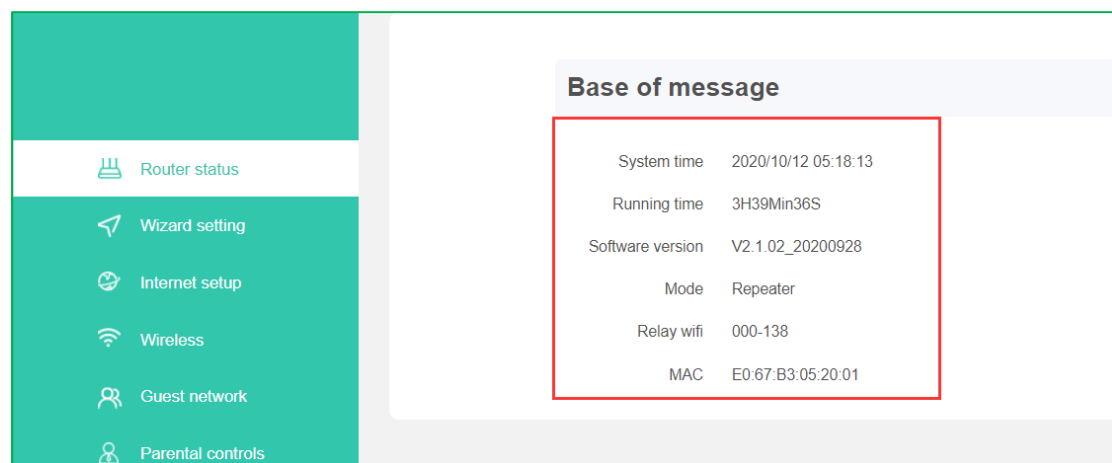 Base of message
Router status
Wizard setting
Internet setup
Wireless
Guest network
Parental controls
System time 2020/10/12 05:18:13
Running time 3H39Min36S
Software version V2.1.02_20200928
Mode Repeater
Relay wifi 000-138
MAC E0:67:B3:05:20:01